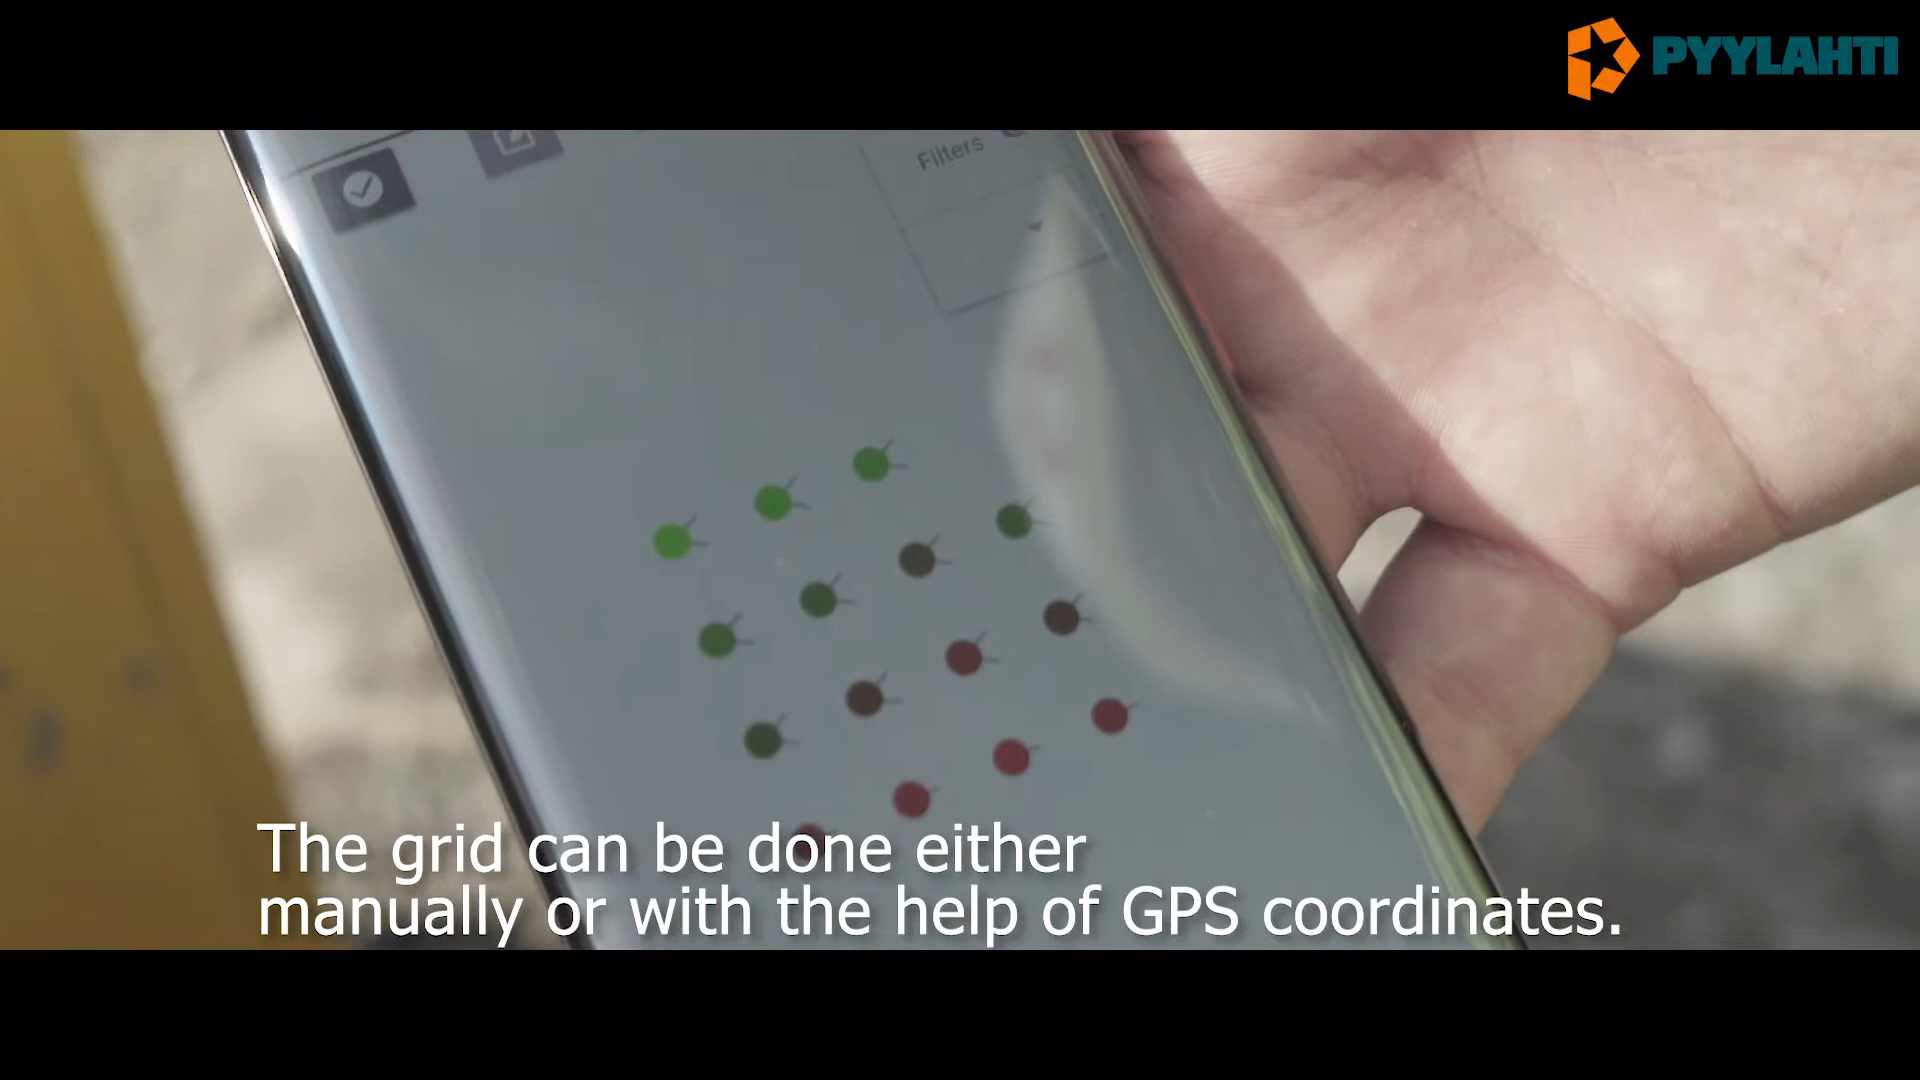 PYYLAHTI
Filters
The grid can be done either
manually or with the help of GPS coordinates.